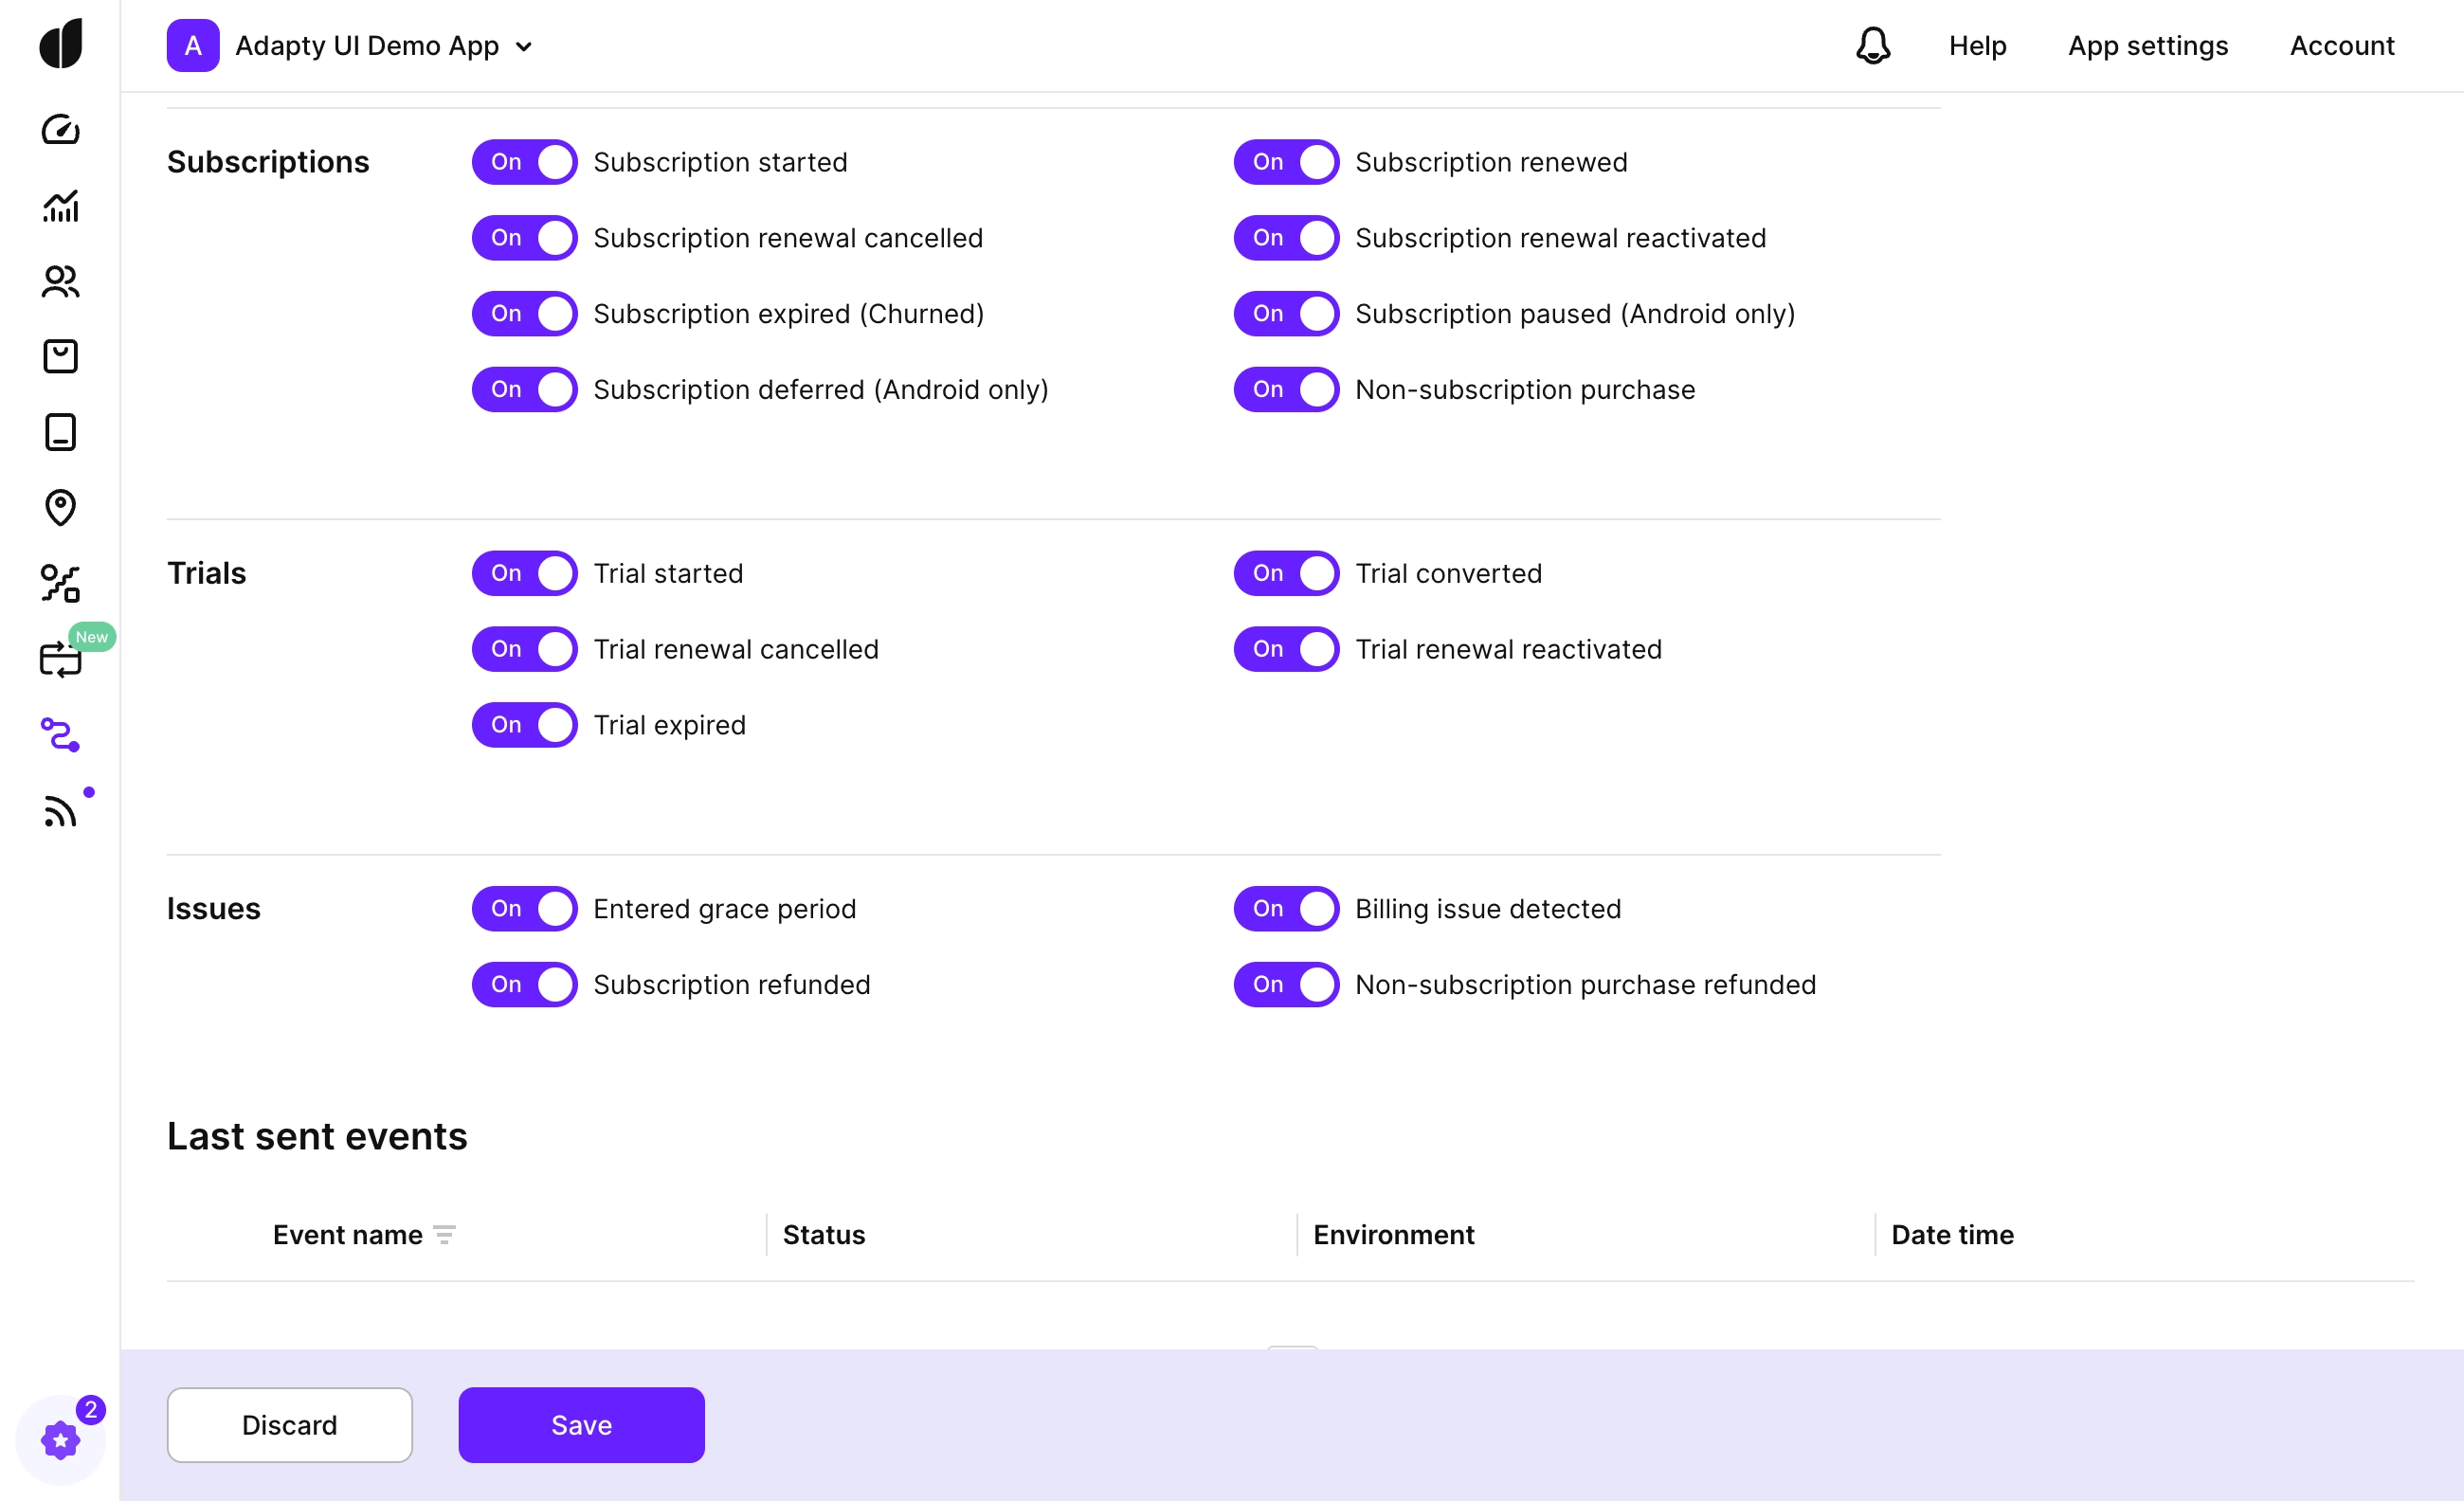 A Adapty UI Demo App
Help App settings Account
Subscriptions
On Subscription started
On Subscription renewed
On Subscription renewal cancelled
On Subscription renewal reactivated
On Subscription expired (Churned)
On Subscription paused (Android only)
On Subscription deferred (Android only)
On Non-subscription purchase
Trials
On Trial started
On Trial converted
On Trial renewal cancelled
On Trial renewal reactivated
On Trial expired
New
Issues
On Entered grace period
On Billing issue detected
On Subscription refunded
On Non-subscription purchase refunded
Last sent events
Event name Status Environment Date time
2
Discard Save